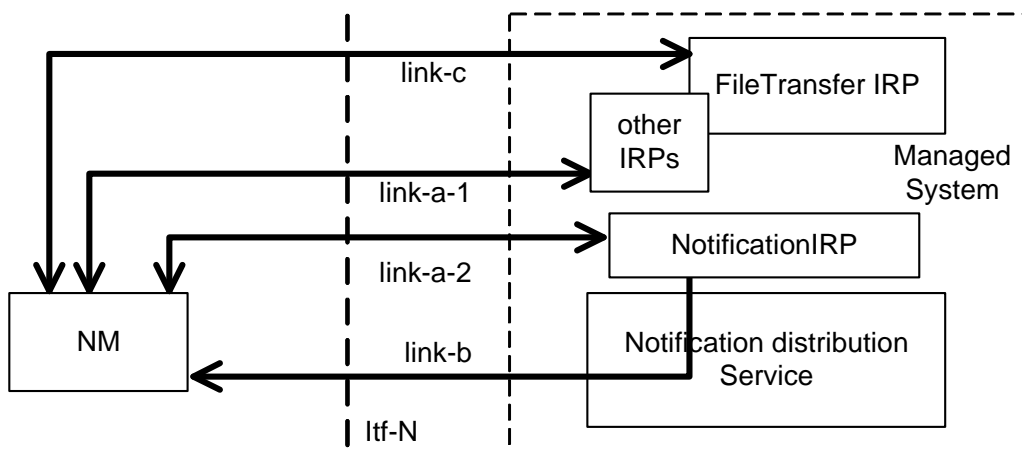 link-c
FileTransfer IRP
other
IRPs
Managed
System
link-a-1
NotificationIRP
link-a-2
NM
link-b
Notification distribution
Service
Itf-N